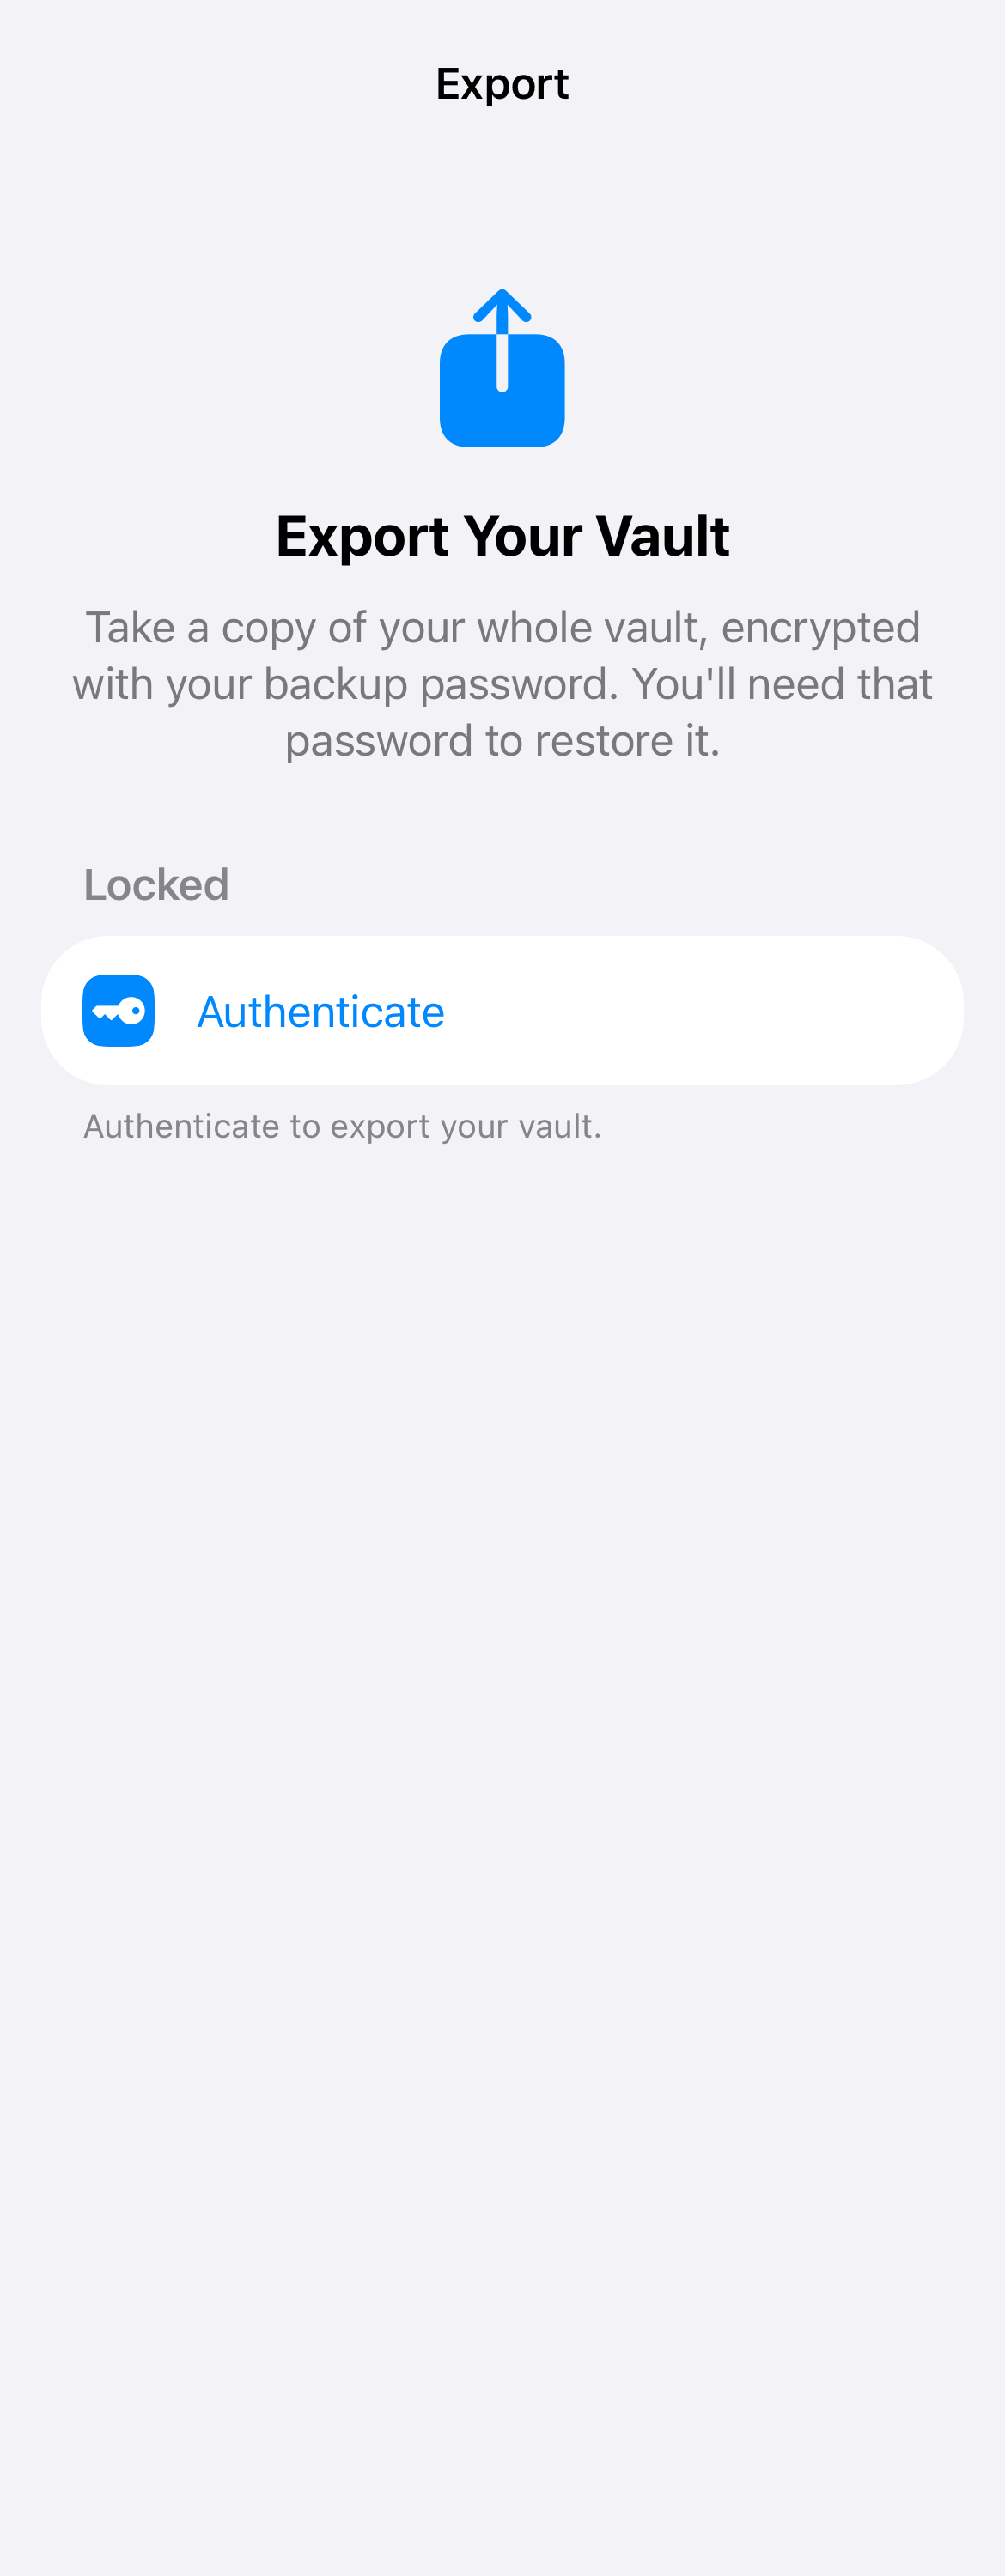 Export
Export Your Vault
Take a copy of your whole vault, encrypted
with your backup password. You'll need that
password to restore it.
Locked
Authenticate
Authenticate to export your vault.